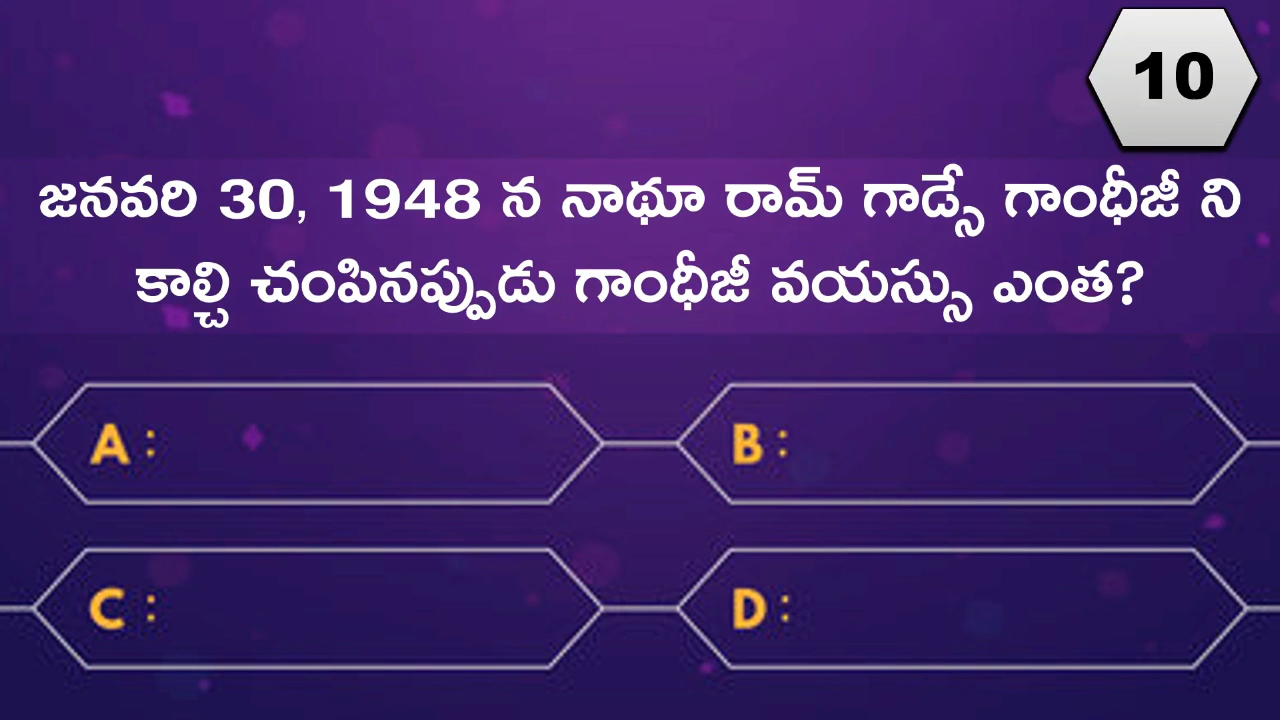 10
జనవరి 30, 1948 న నాథూ రామ్ గాడ్సే గాంధీజీ ని
కాల్చి చంపినప్పుడు గాంధీజీ వయస్సు ఎంత?
A :
B :
C :
D :